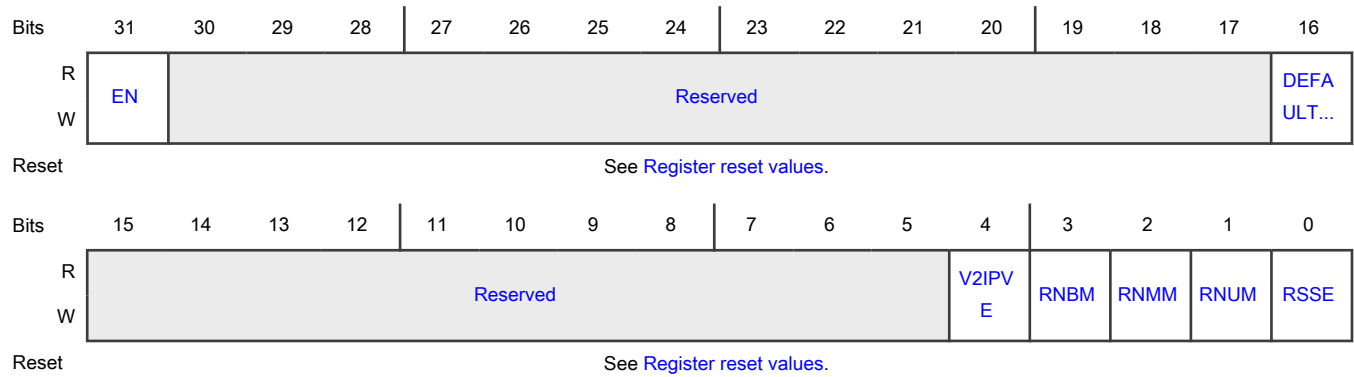 Bits 31 30 29 28 27 26 25 24 23 22 21 20 19 18 17 16
R
EN Reserved DEFA
ULT...
W
Reset See Register reset values.
Bits 15 14 13 12 11 10 9 8 7 6 5 4 3 2 1 0
R
Reserved V2IPV
E RNBM RNMM RNUM RSSE
W
Reset See Register reset values.